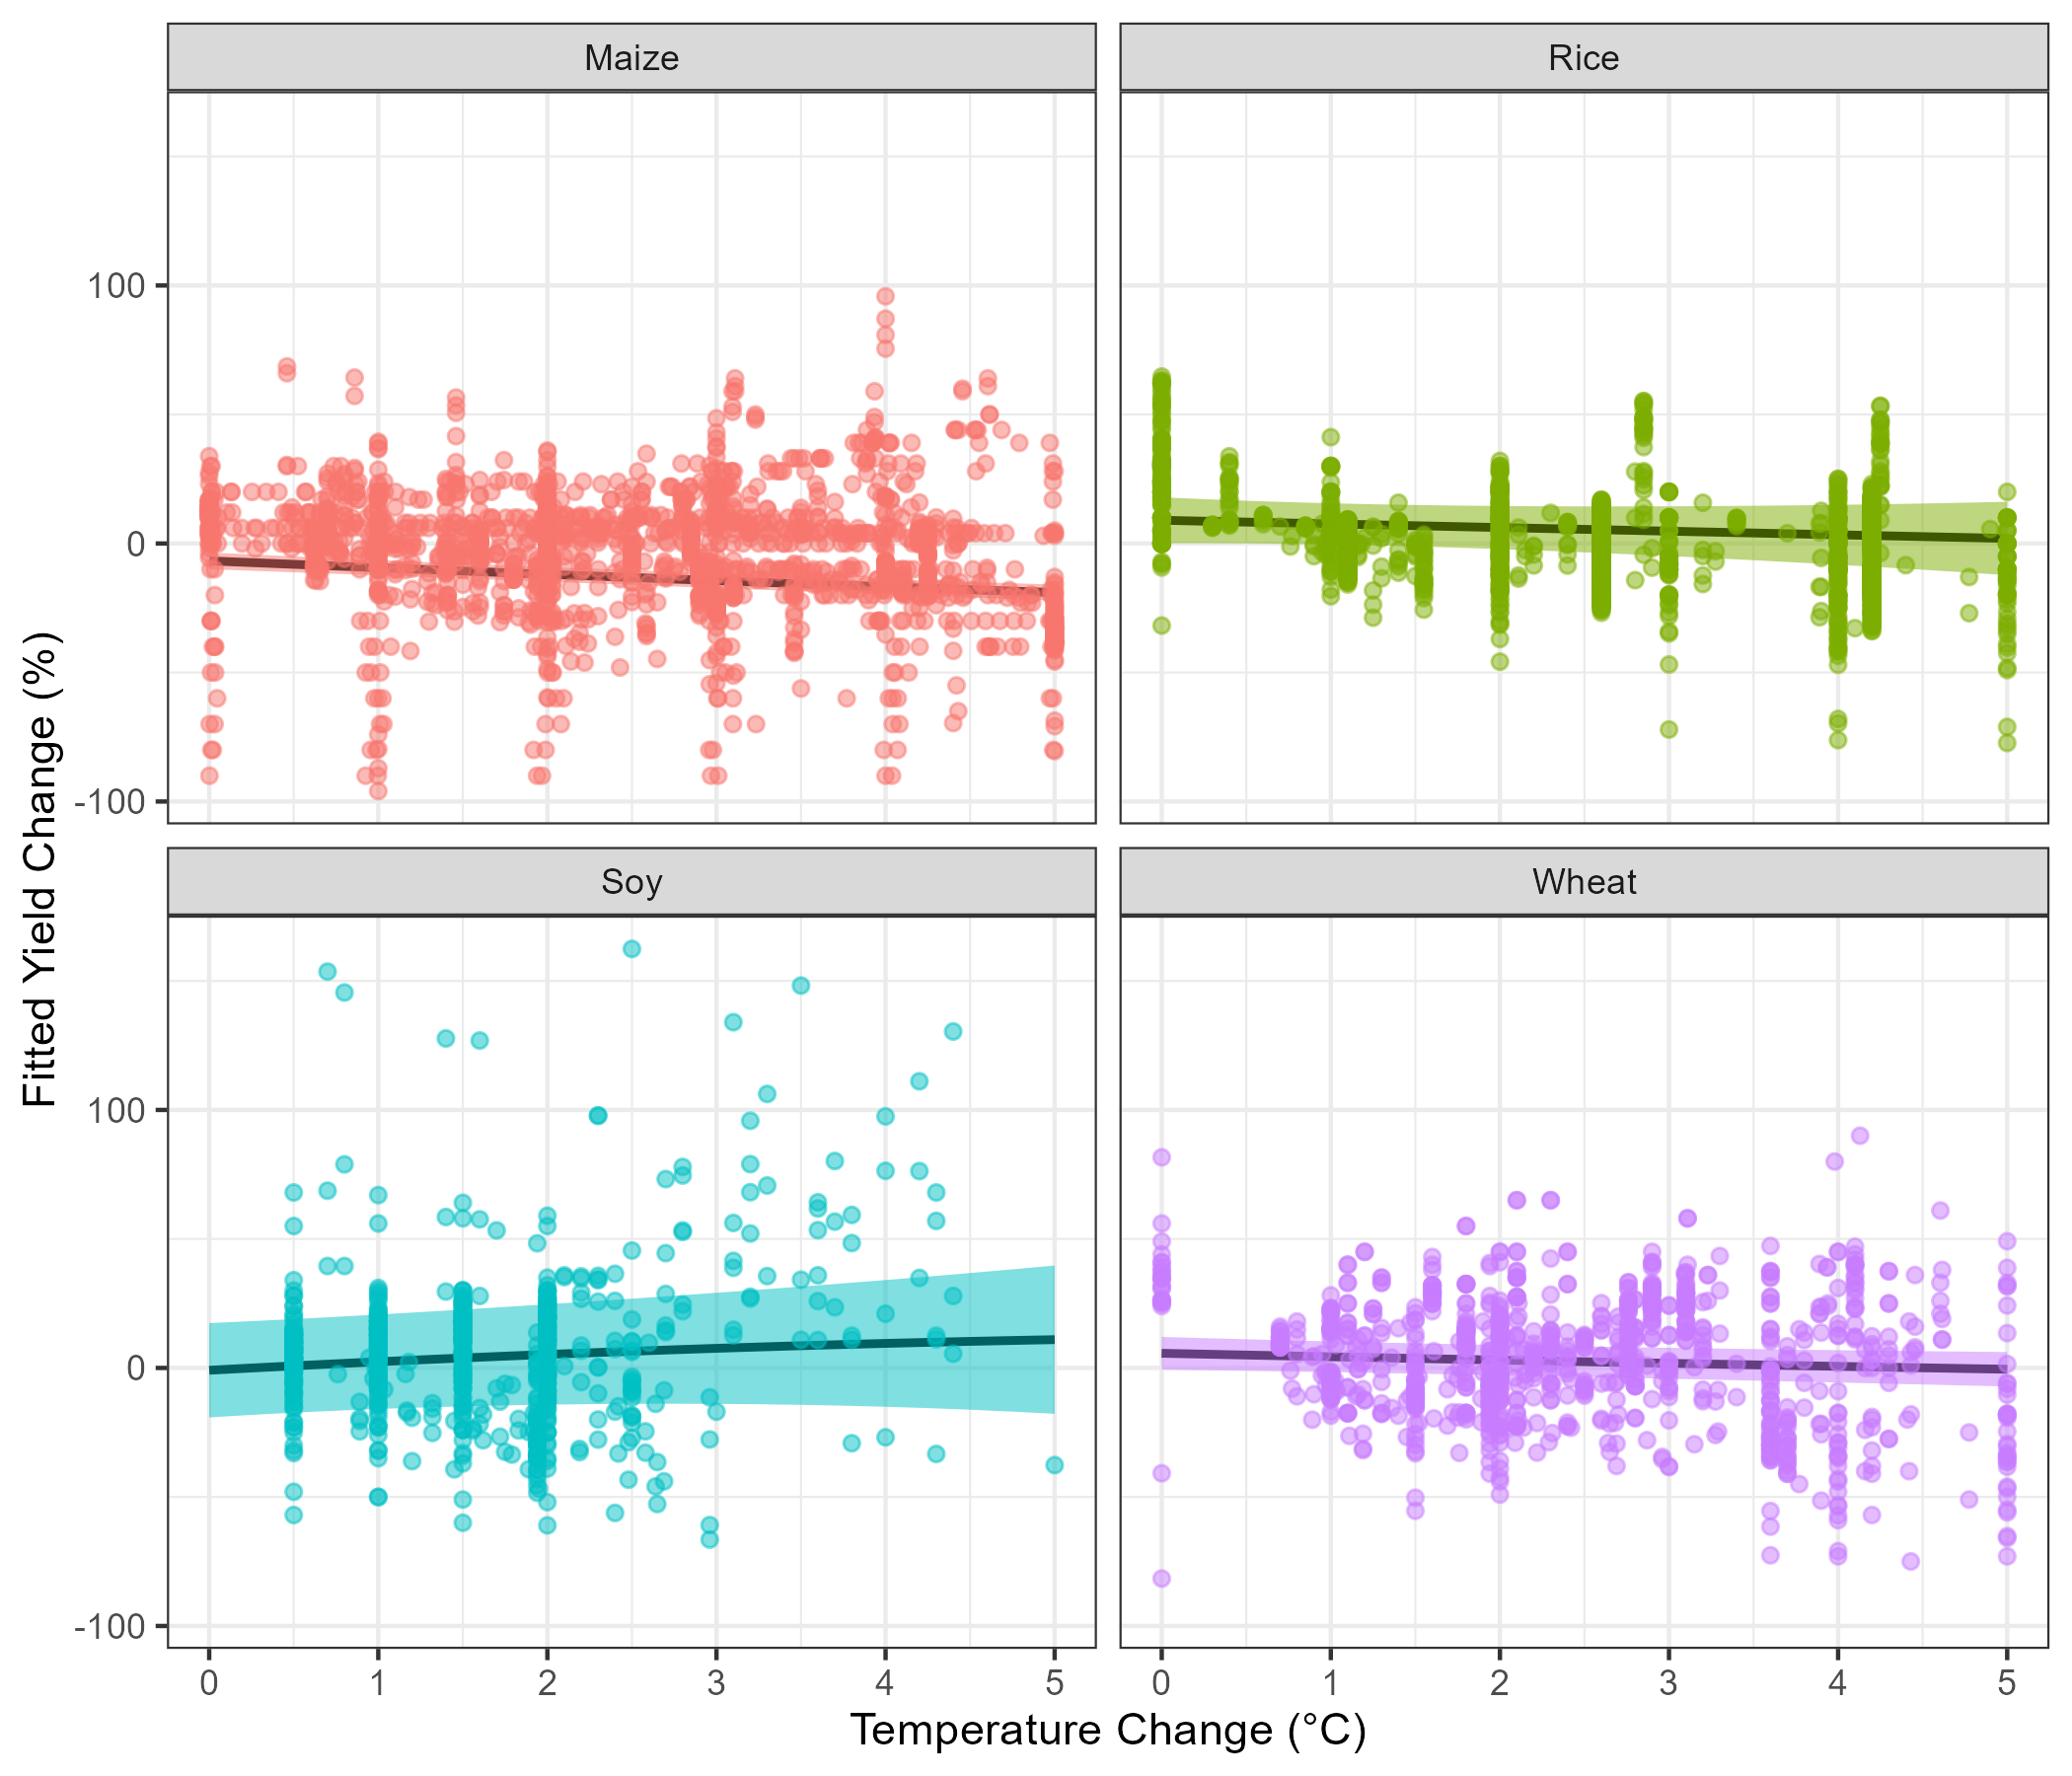 Maize
Rice
100
0
-100
Soy
Wheat
100
0
-100
0 1 2 3 4 5
0 1 2 3 4 5
Temperature Change (°C)
Fitted Yield Change (%)